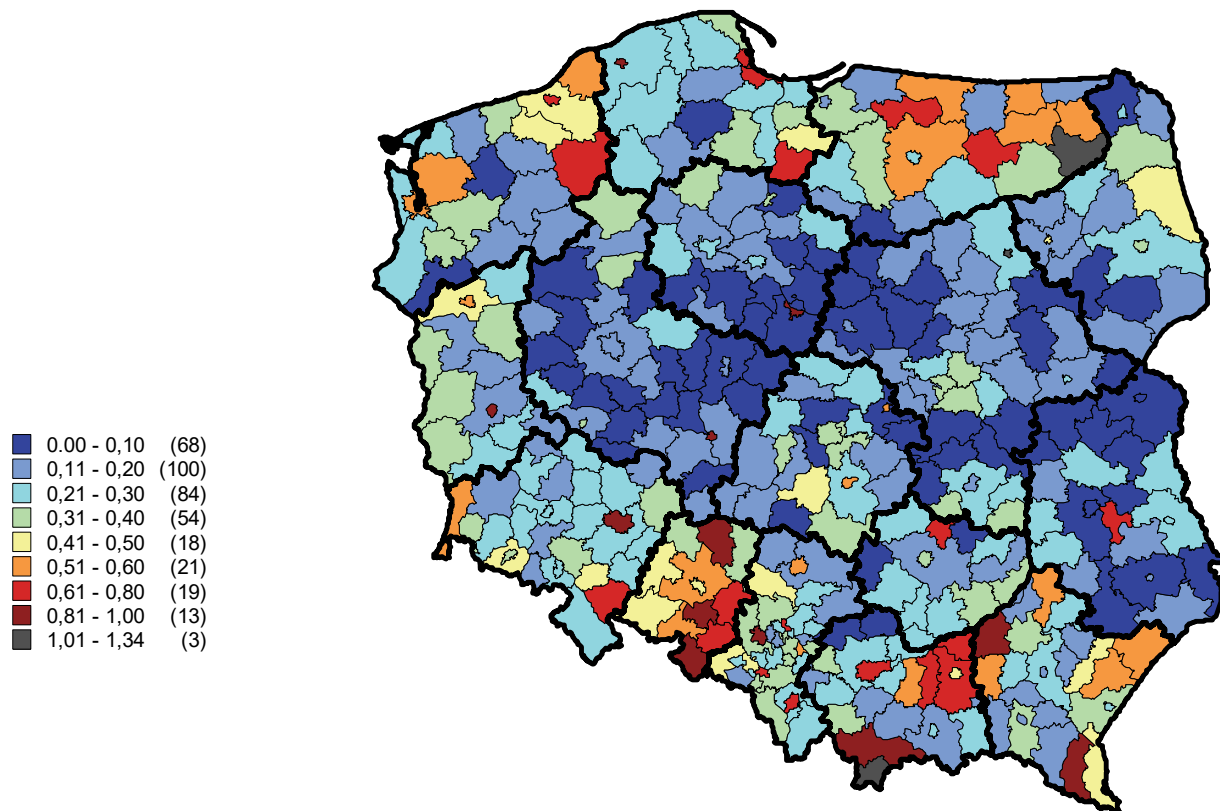 0.00 - 0,10 (68)
0,11 - 0,20 (100)
0,21 - 0,30 (84)
0,31 - 0,40 (54)
0,41 - 0,50 (18)
0,51 - 0,60 (21)
0,61 - 0,80 (19)
0,81 - 1,00 (13)
1,01 - 1,34 (3)